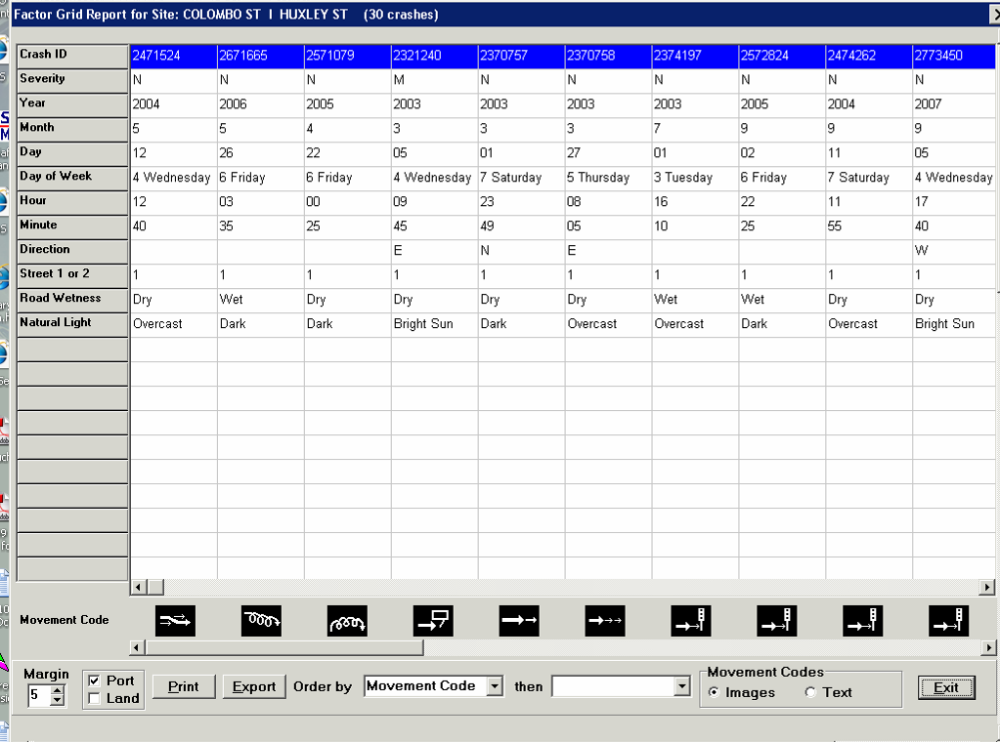 Factor Grid Report for Site: COLOMBO ST I HUXLEY ST (30 crashes)
Crash ID 2471524 2671665 2571079 2321240 2370757 2370758 2374197 2572824 2474262 2773450
Severity N N N M N N N N N N
Year 2004 2006 2005 2003 2003 2003 2003 2005 2004 2007
Month 5 5 4 3 3 3 7 9 9 9
Day 12 26 22 05 01 27 01 02 11 05
Day of Week 4 Wednesday 6 Friday 6 Friday 4 Wednesday 7 Saturday 5 Thursday 3 Tuesday 6 Friday 7 Saturday 4 Wednesday
Hour 12 03 00 09 23 08 16 22 11 17
Minute 40 35 25 45 49 05 10 25 55 40
Direction E N E W
Street 1 or 2 1 1 1 1 1 1 1 1 1 1
Road Wetness Dry Wet Dry Dry Dry Dry Wet Wet Dry Dry
Natural Light Overcast Dark Dark Bright Sun Dark Overcast Overcast Dark Overcast Bright Sun
Movement Code
Margin
5
Port
Land
Print Export Order by Movement Code then
Movement Codes
Images Text
Exit